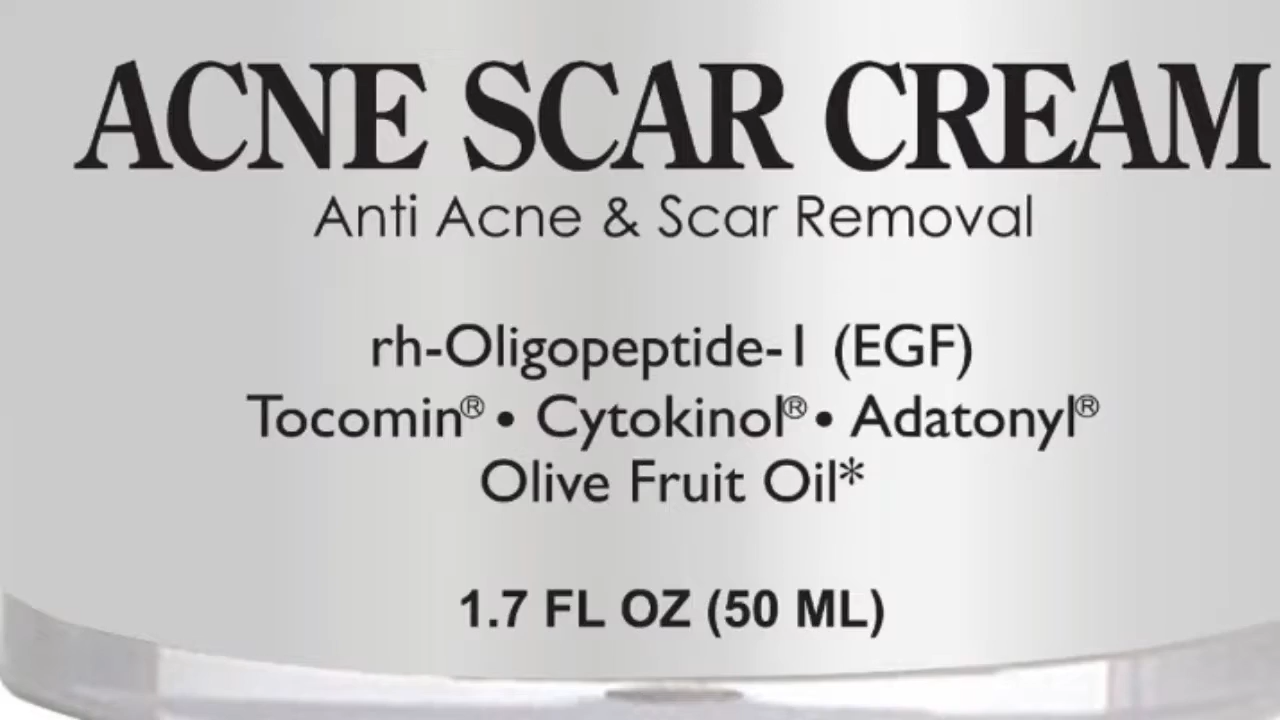 ACNE SCAR CREAM
Anti Acne & Scar Removal
rh-Oligopeptide-1 (EGF)
Tocomin® • Cytokinol® • Adatonyl®
Olive Fruit Oil*
1.7 FL OZ (50 ML)